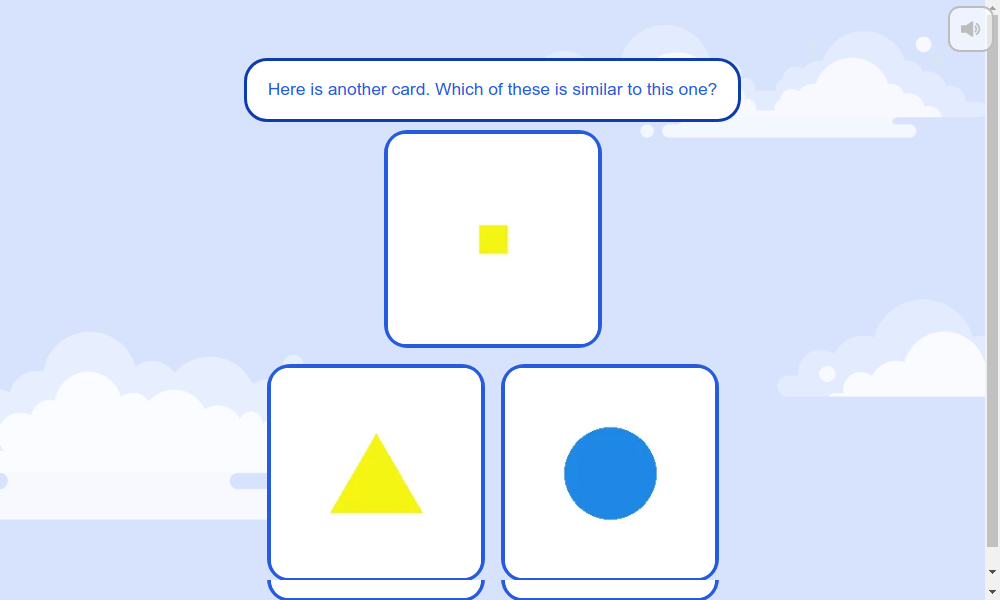 Here is another card. Which of these is similar to this one?